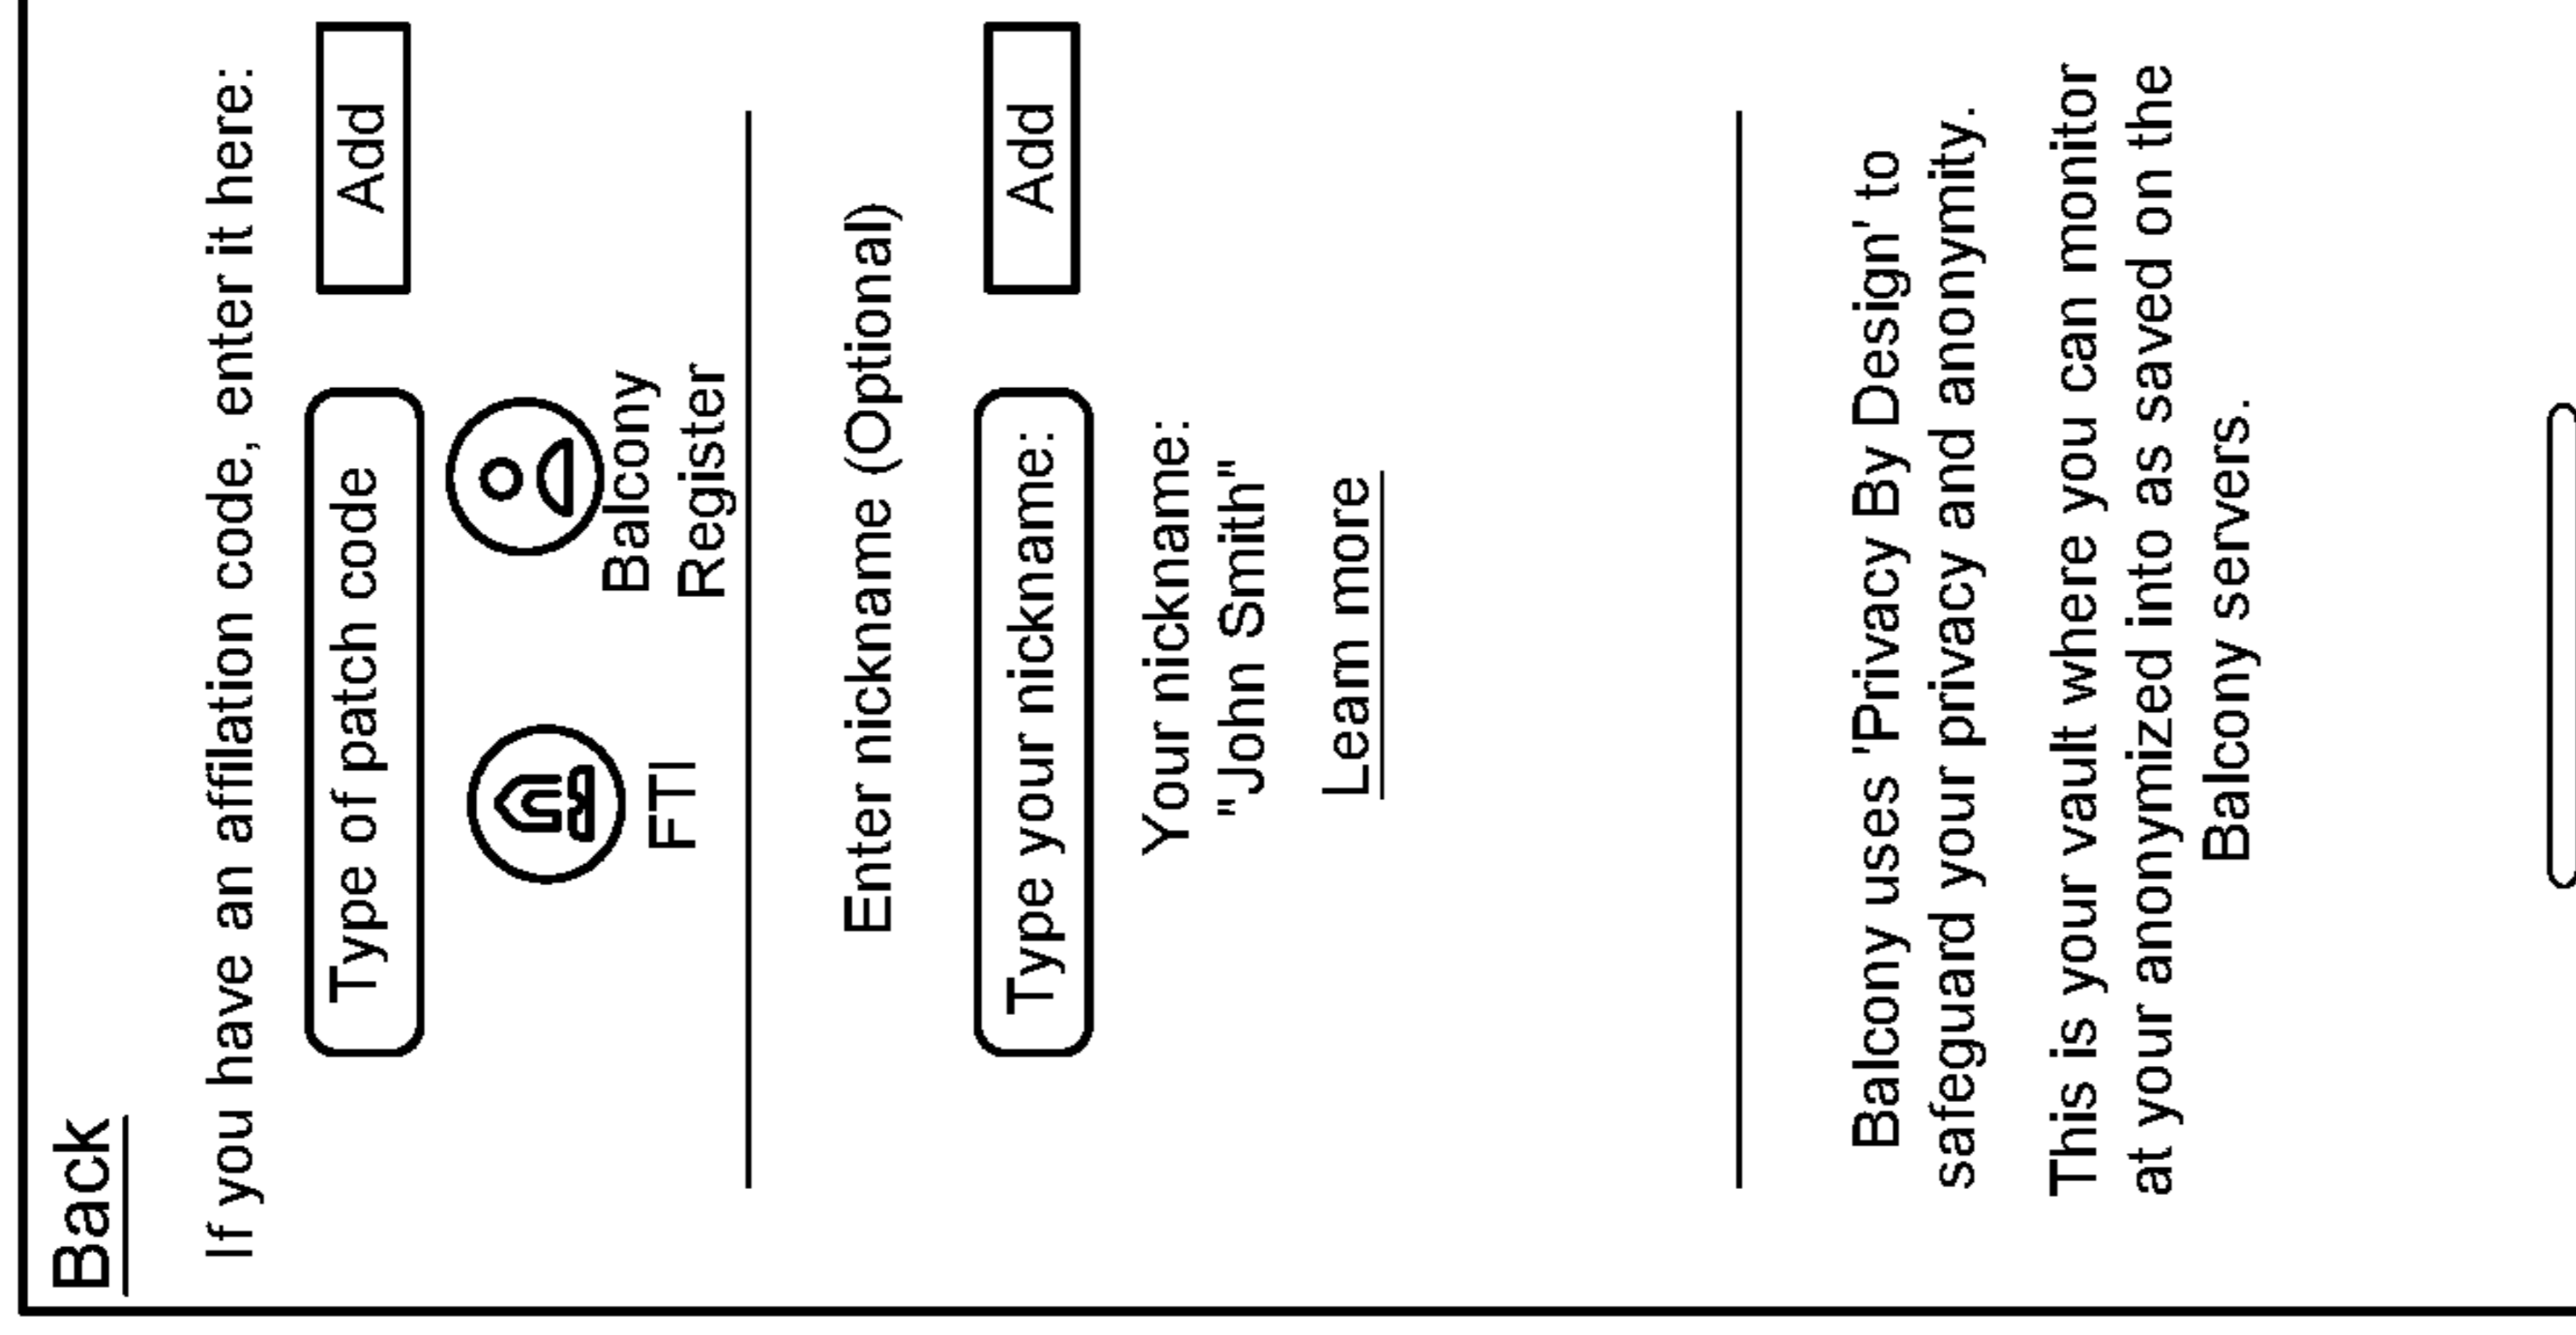 Back
If you have an affilation code, enter it here:
Type of patch code
Add
FTI
Balcony
Register
Enter nickname (Optional)
Type your nickname:
Add
Your nickname:
"John Smith"
Learn more
Balcony uses 'Privacy By Design' to
safeguard your privacy and anonymity.
This is your vault where you can monitor
at your anonymized into as saved on the
Balcony servers.